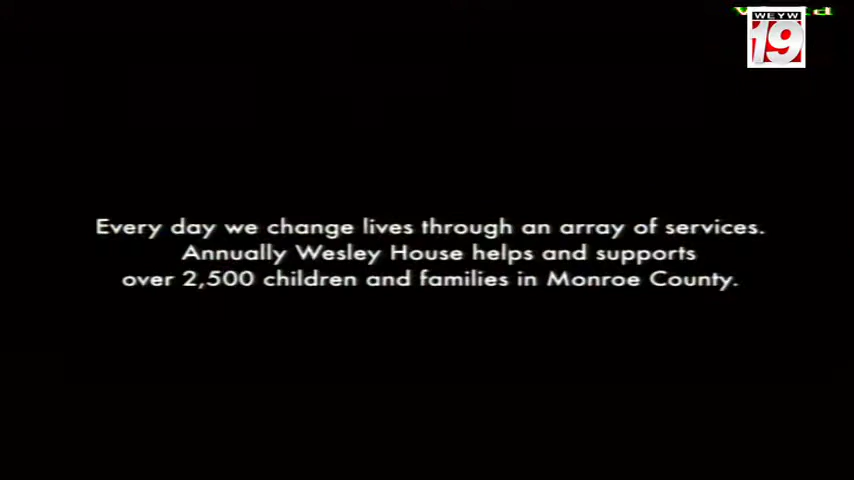 WEYW
19
Every day we change lives through an array of services.
Annually Wesley House helps and supports
over 2,500 children and families in Monroe County.